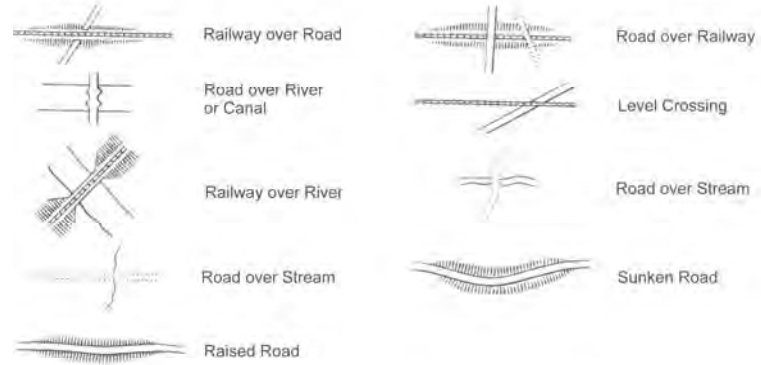 Railway over Road
Road over River
or Canal
Railway over River
Road over Stream
Raised Road
Road over Railway
Level Crossing
Road over Stream
Sunken Road